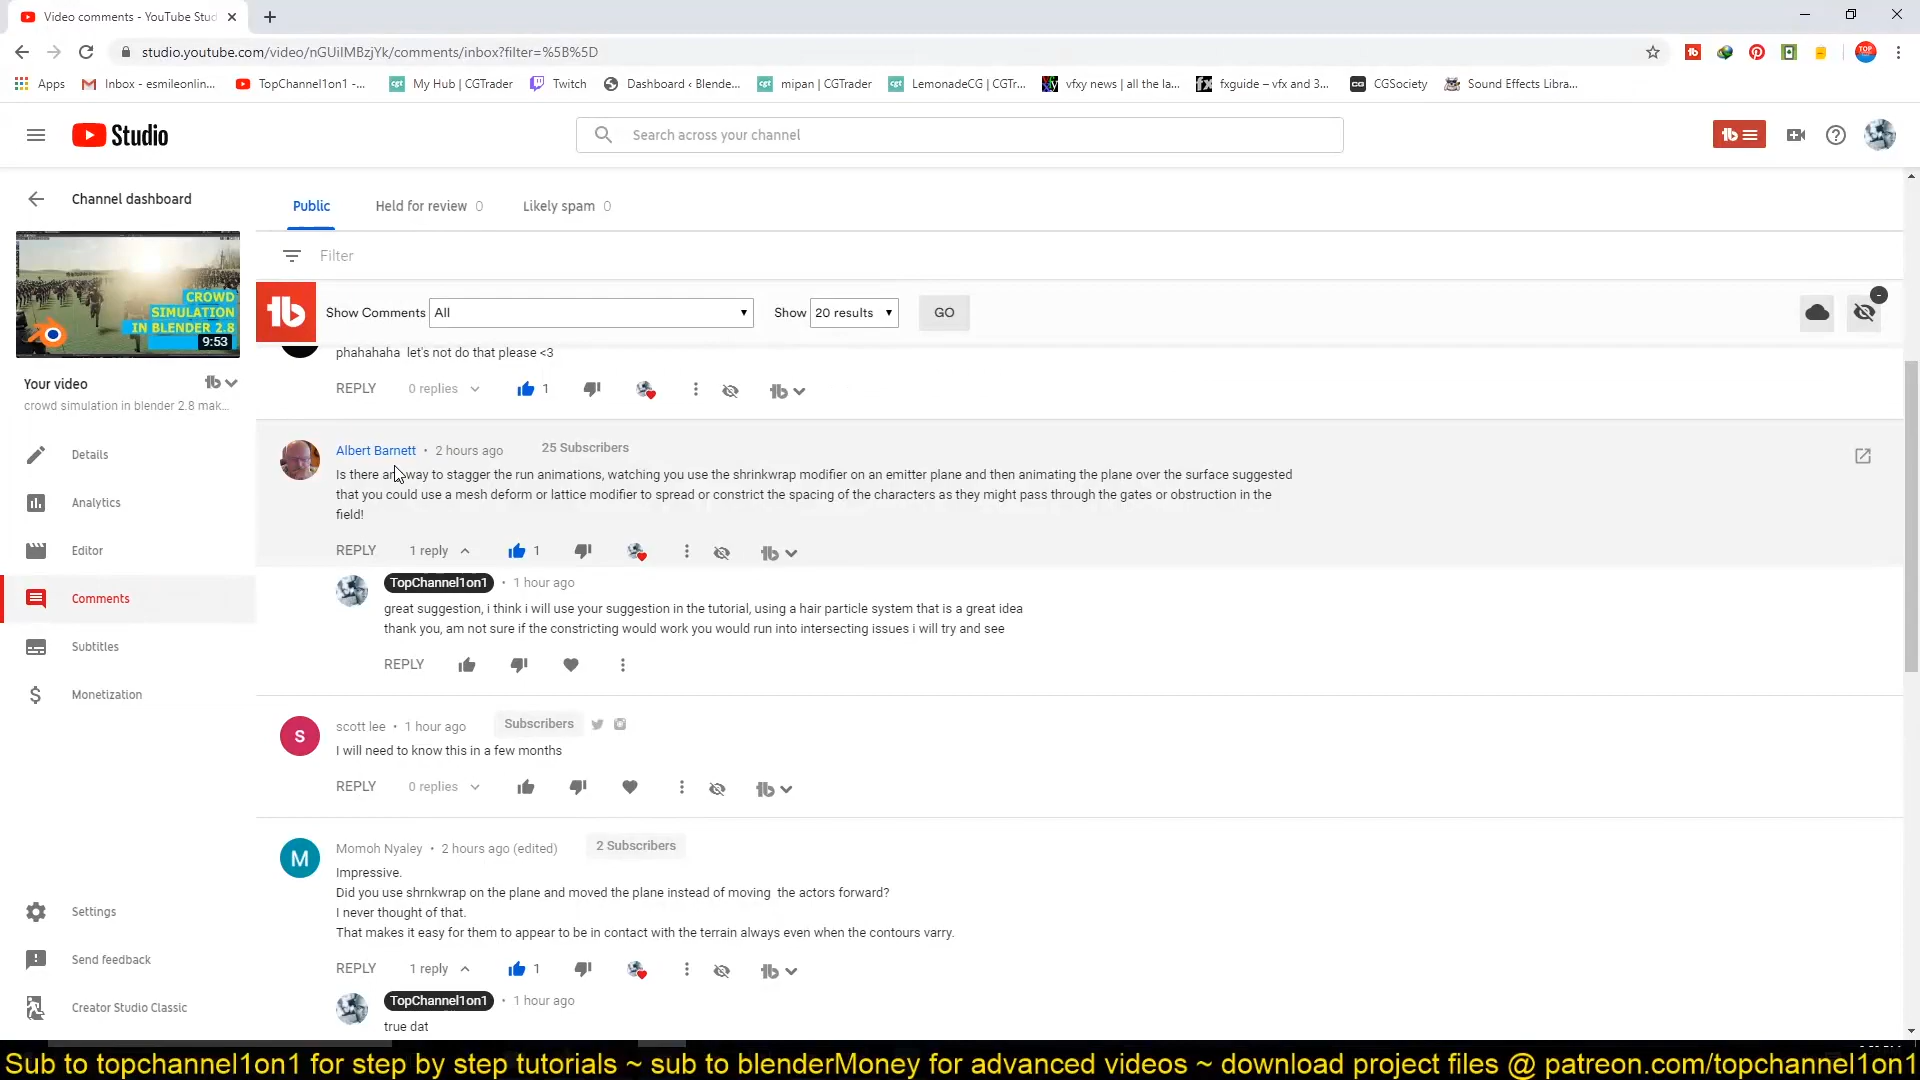 Video comments - YouTube Stud
studio.youtube.com/video/nGUilMBzjYk/comments/inbox?filter=%5B%5D
Apps
Inbox - esmileonlin...
TopChannel1on1 -...
My Hub | CGTrader
Twitch
Dashboard ‹ Blende...
mipan | CGTrader
LemonadeCG | CGTr...
vfxy news | all the la...
fxguide – vfx and 3...
CGSociety
Sound Effects Libra...
Studio
Search across your channel
Channel dashboard
Public
Held for review 0
Likely spam 0
Filter
CROWD
SIMULATION
IN BLENDER 2.8
9:53
Show Comments All
Show 20 results
GO
phahahaha let's not do that please <3
REPLY 0 replies 1
Your video
crowd simulation in blender 2.8 mak...
Details
Analytics
Editor
Comments
Subtitles
Monetization
Settings
Send feedback
Creator Studio Classic
Albert Barnett • 2 hours ago 25 Subscribers
Is there any way to stagger the run animations, watching you use the shrinkwrap modifier on an emitter plane and then animating the plane over the surface suggested
that you could use a mesh deform or lattice modifier to spread or constrict the spacing of the characters as they might pass through the gates or obstruction in the
field!
REPLY 1 reply 1
TopChannel1on1 • 1 hour ago
great suggestion, i think i will use your suggestion in the tutorial, using a hair particle system that is a great idea
thank you, am not sure if the constricting would work you would run into intersecting issues i will try and see
REPLY
S
scott lee • 1 hour ago Subscribers
I will need to know this in a few months
REPLY 0 replies
M
Momoh Nyaley • 2 hours ago (edited) 2 Subscribers
Impressive.
Did you use shrnkwrap on the plane and moved the plane instead of moving the actors forward?
I never thought of that.
That makes it easy for them to appear to be in contact with the terrain always even when the contours varry.
REPLY 1 reply 1
TopChannel1on1 • 1 hour ago
true dat
Sub to topchannel1on1 for step by step tutorials ~ sub to blenderMoney for advanced videos ~ download project files @ patreon.com/topchannel1on1